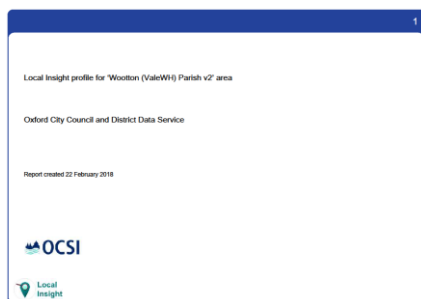 1
Local Insight profile for 'Wootton (ValeWH) Parish v2' area
Oxford City Council and District Data Service
Report created 22 February 2018
OCSI
Local
Insight